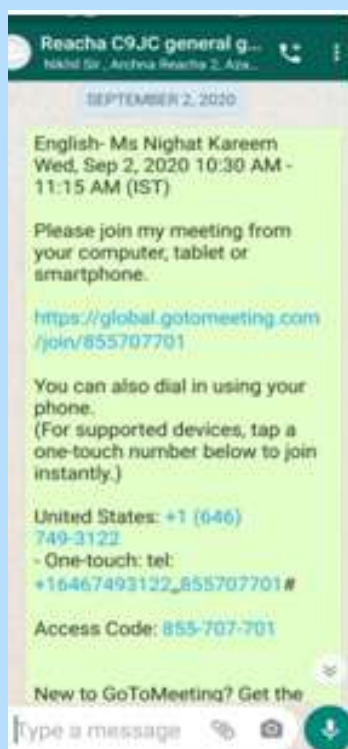 Reacha C9JC general g...
Nikhil Sir, Archna Reacha 2, Aza...
SEPTEMBER 2, 2020
English- Ms Nighat Kareem
Wed, Sep 2, 2020 10:30 AM -
11:15 AM (IST)
Please join my meeting from
your computer, tablet or
smartphone.
https://global.gotomeeting.com
/join/855707701
You can also dial in using your
phone.
(For supported devices, tap a
one-touch number below to join
instantly.)
United States: +1 (646)
749-3122
- One-touch: tel:
+16467493122,,855707701#
Access Code: 855-707-701
New to GoToMeeting? Get the
Type a message